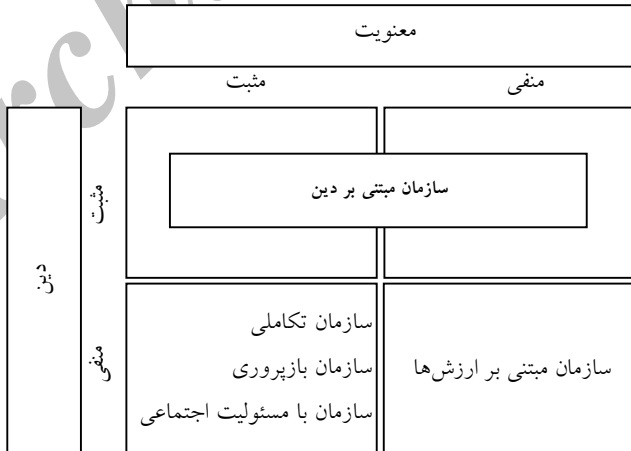 معنویت
منفی
مثبت
دین
مثبت
سازمان مبتنی بر دین
منفی
سازمان تکاملی
سازمان بازپروری
سازمان با مسئولیت اجتماعی
سازمان مبتنی بر ارزش‌ها